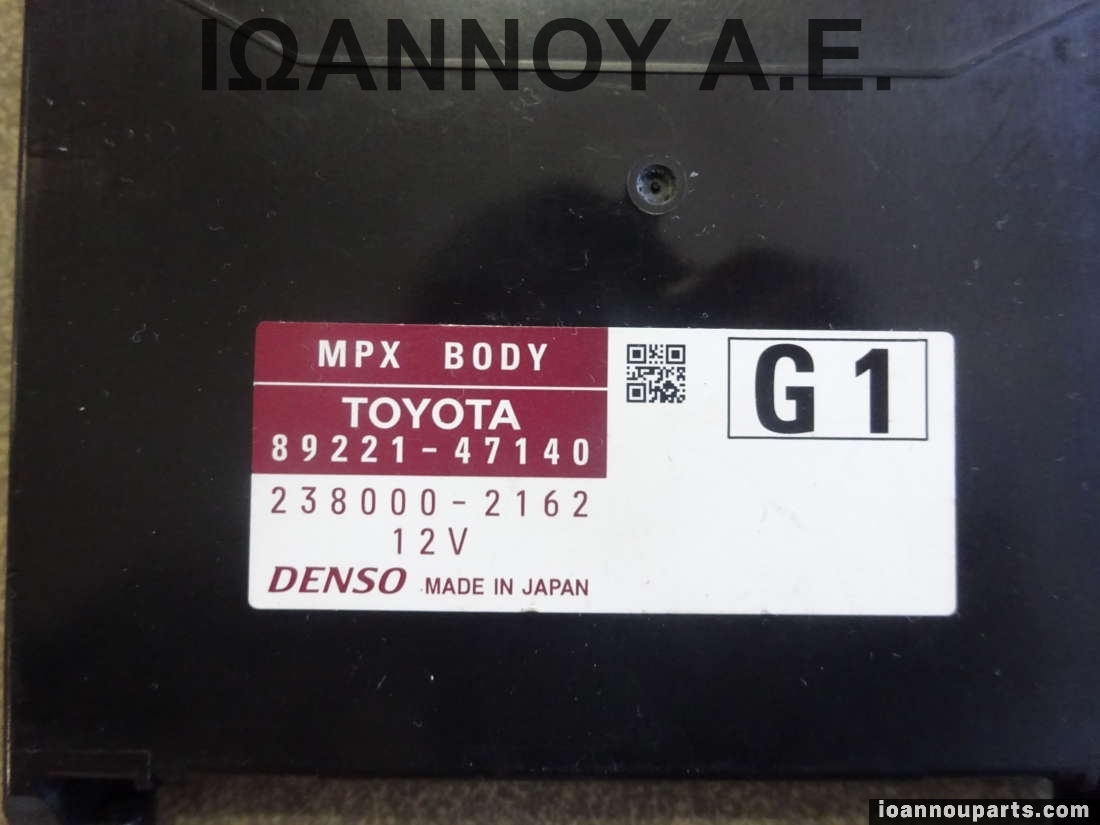 ΙΩΑΝΝΟΥ Α.Ε.
MPX BODY
G1
TOYOTA
89221-47140
238000-2162
12V
DENSO MADE IN JAPAN
ioannouparts.com